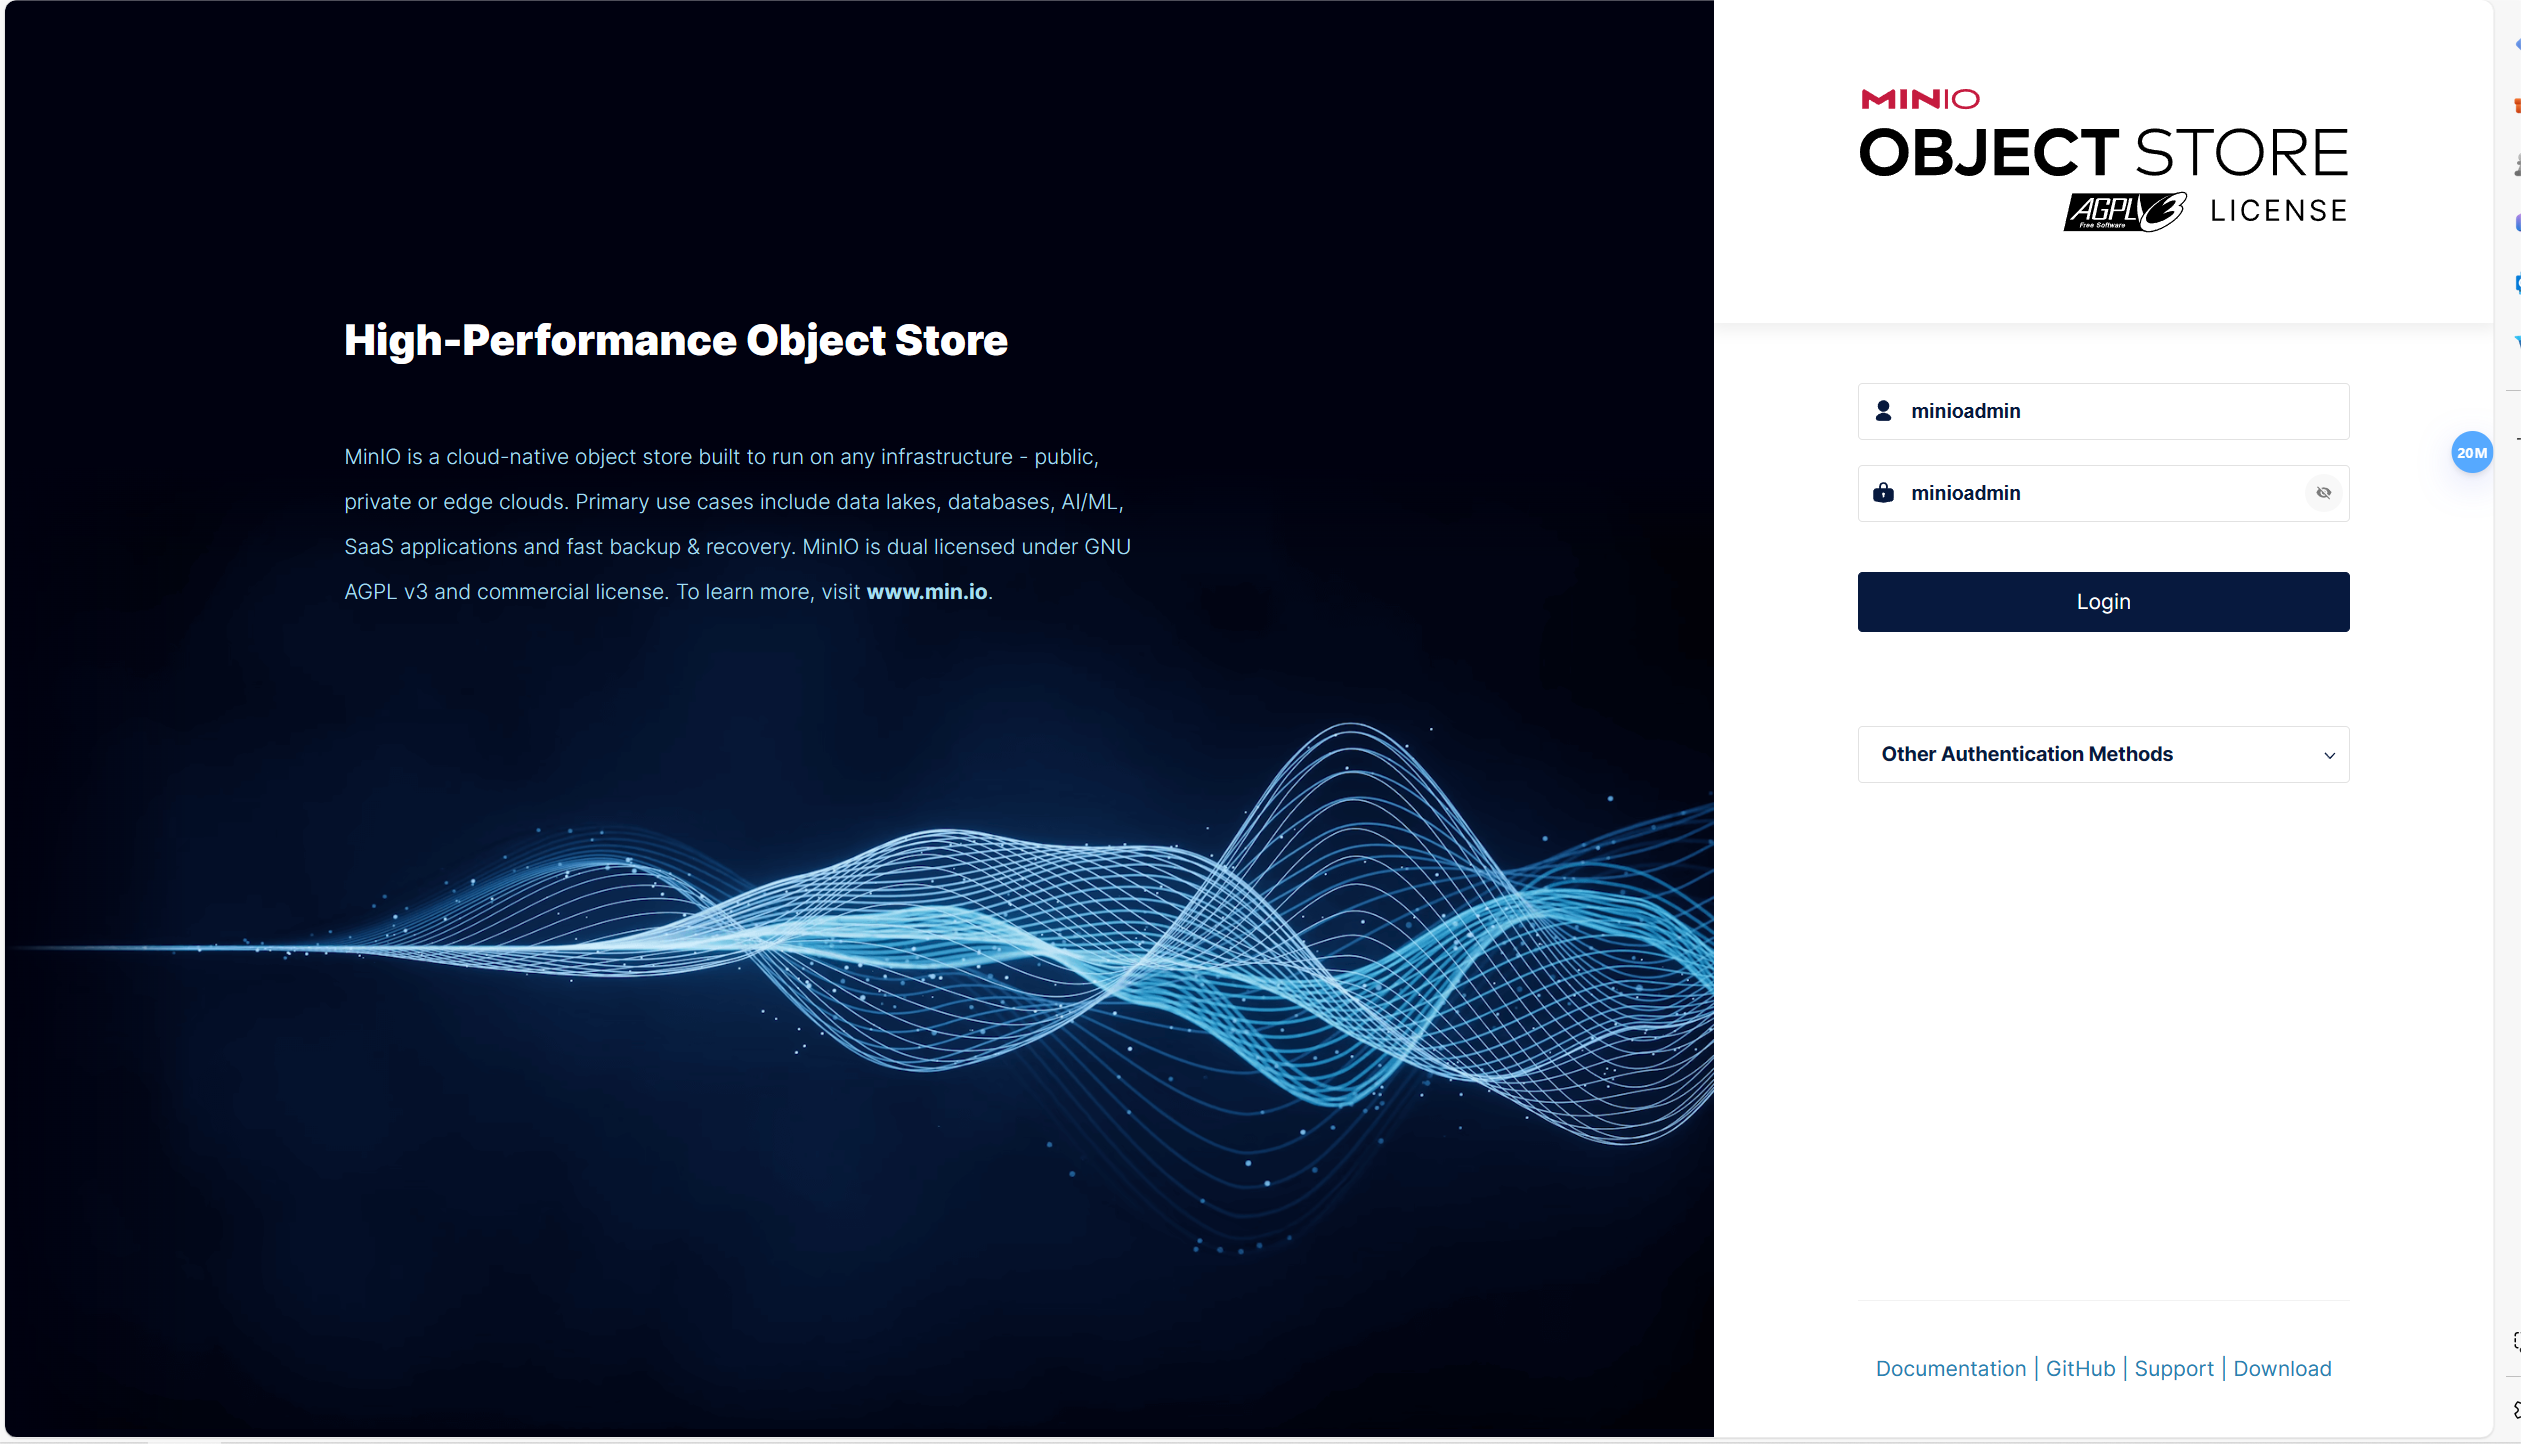 High-Performance Object Store
MinIO is a cloud-native object store built to run on any infrastructure - public,
private or edge clouds. Primary use cases include data lakes, databases, AI/ML,
SaaS applications and fast backup & recovery. MinIO is dual licensed under GNU
AGPL v3 and commercial license. To learn more, visit www.min.io.
MINIO
OBJECT STORE
AGPLv3 LICENSE
Free Software
minioadmin
20M
minioadmin
Login
Other Authentication Methods
Documentation | GitHub | Support | Download